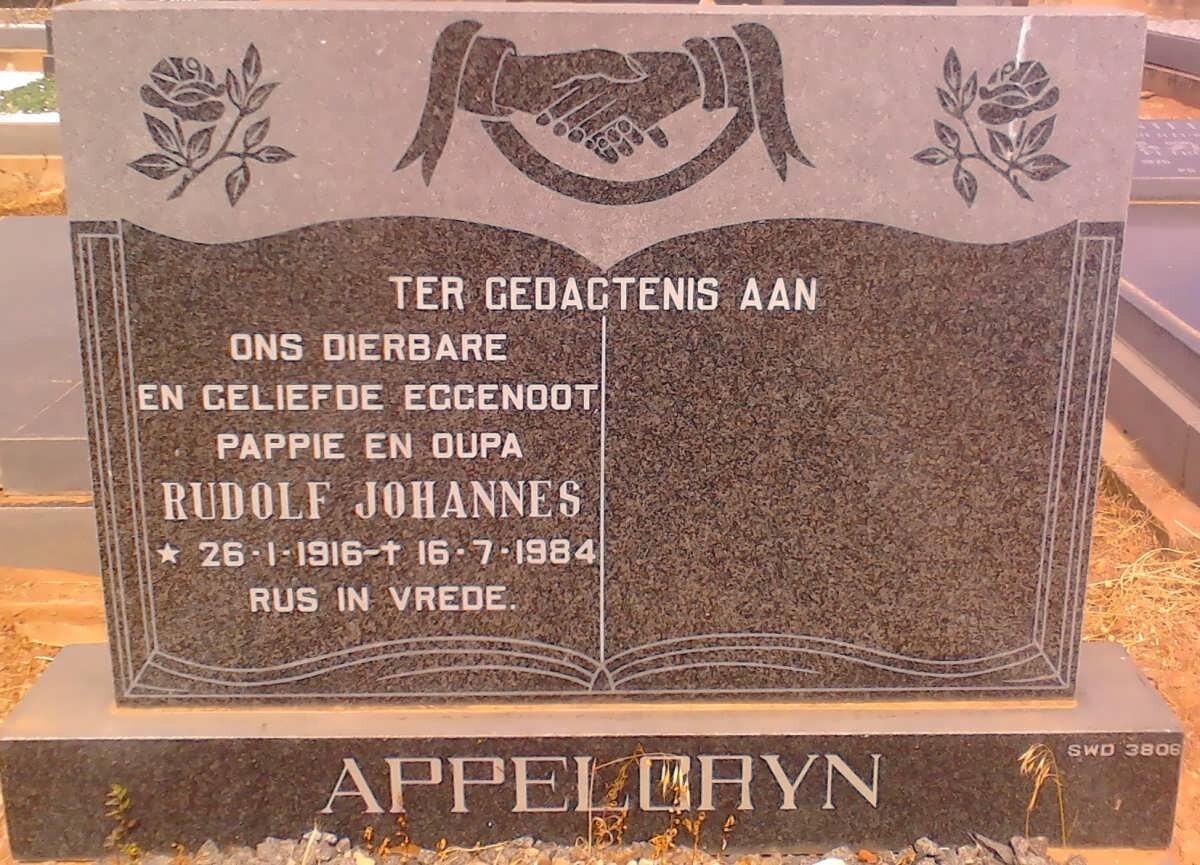 TER GEDAGTENIS AAN
ONS DIERBARE
EN GELIEFDE EGGENOOT
PAPPIE EN OUPA
RUDOLF JOHANNES
★ 26-1-1916-† 16-7-1984
RUS IN VREDE.
SWD 3806
APPELGRYN